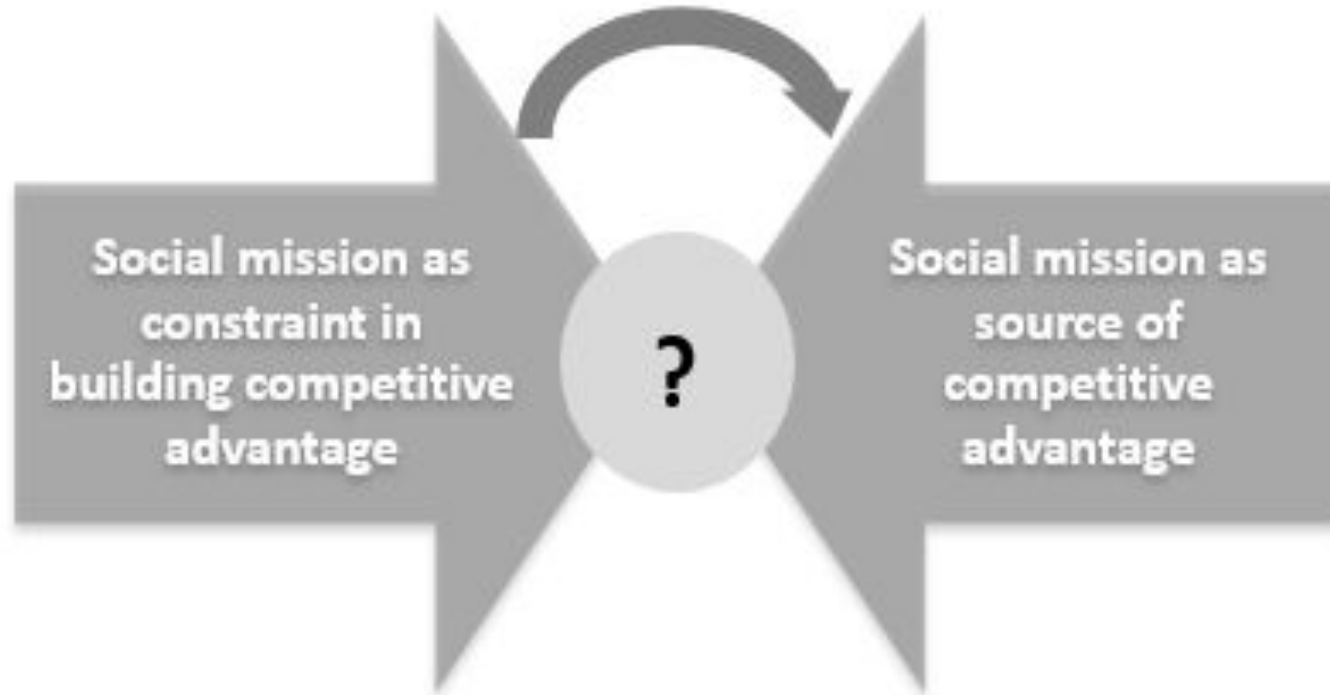 Social mission as
constraint in
building competitive
advantage
?
Social mission as
source of
competitive
advantage